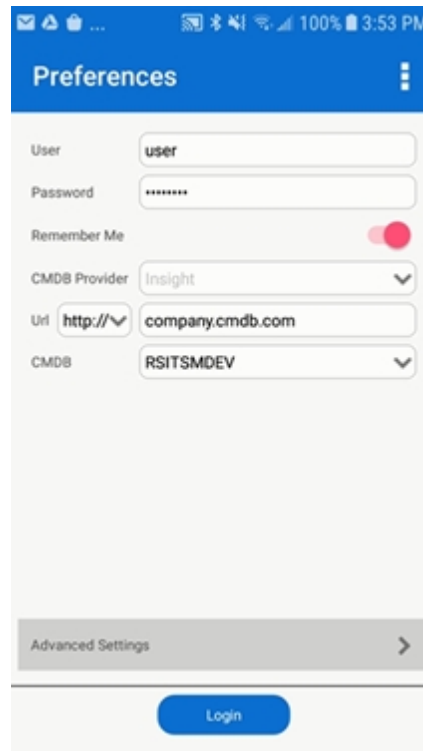 ... 100% 3:53 PM
Preferences
User user
Password ••••••••
Remember Me
CMDB Provider Insight
Url http:// company.cmdb.com
CMDB RSITSMDEV
Advanced Settings
Login